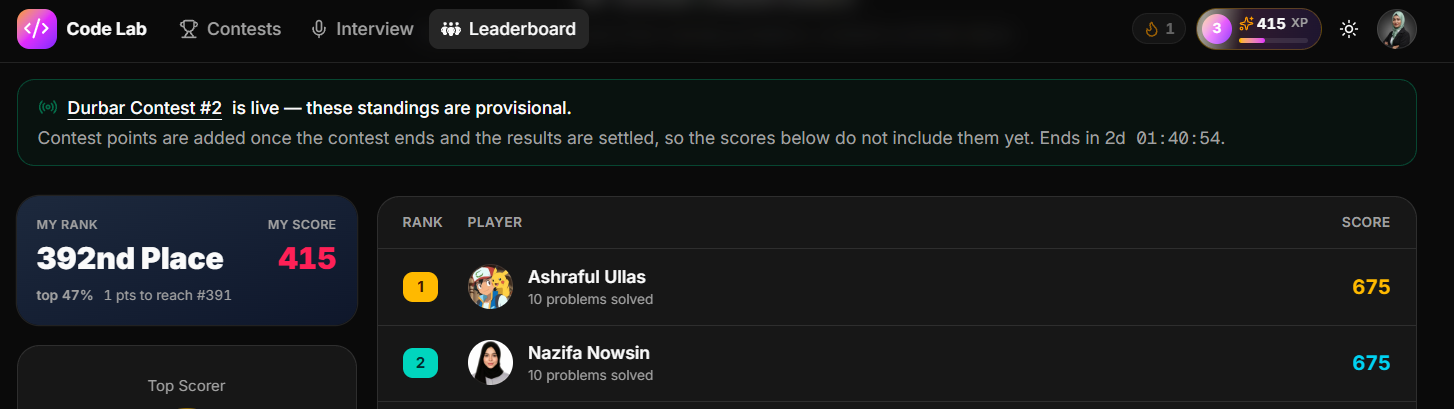 Code Lab Contests Interview Leaderboard 1 3 415 XP
Durbar Contest #2 is live — these standings are provisional.
Contest points are added once the contest ends and the results are settled, so the scores below do not include them yet. Ends in 2d 01:40:54.
MY RANK MY SCORE
392nd Place 415
top 47% 1 pts to reach #391
Top Scorer
RANK PLAYER SCORE
1 Ashraful Ullas 675
10 problems solved
2 Nazifa Nowsin 675
10 problems solved